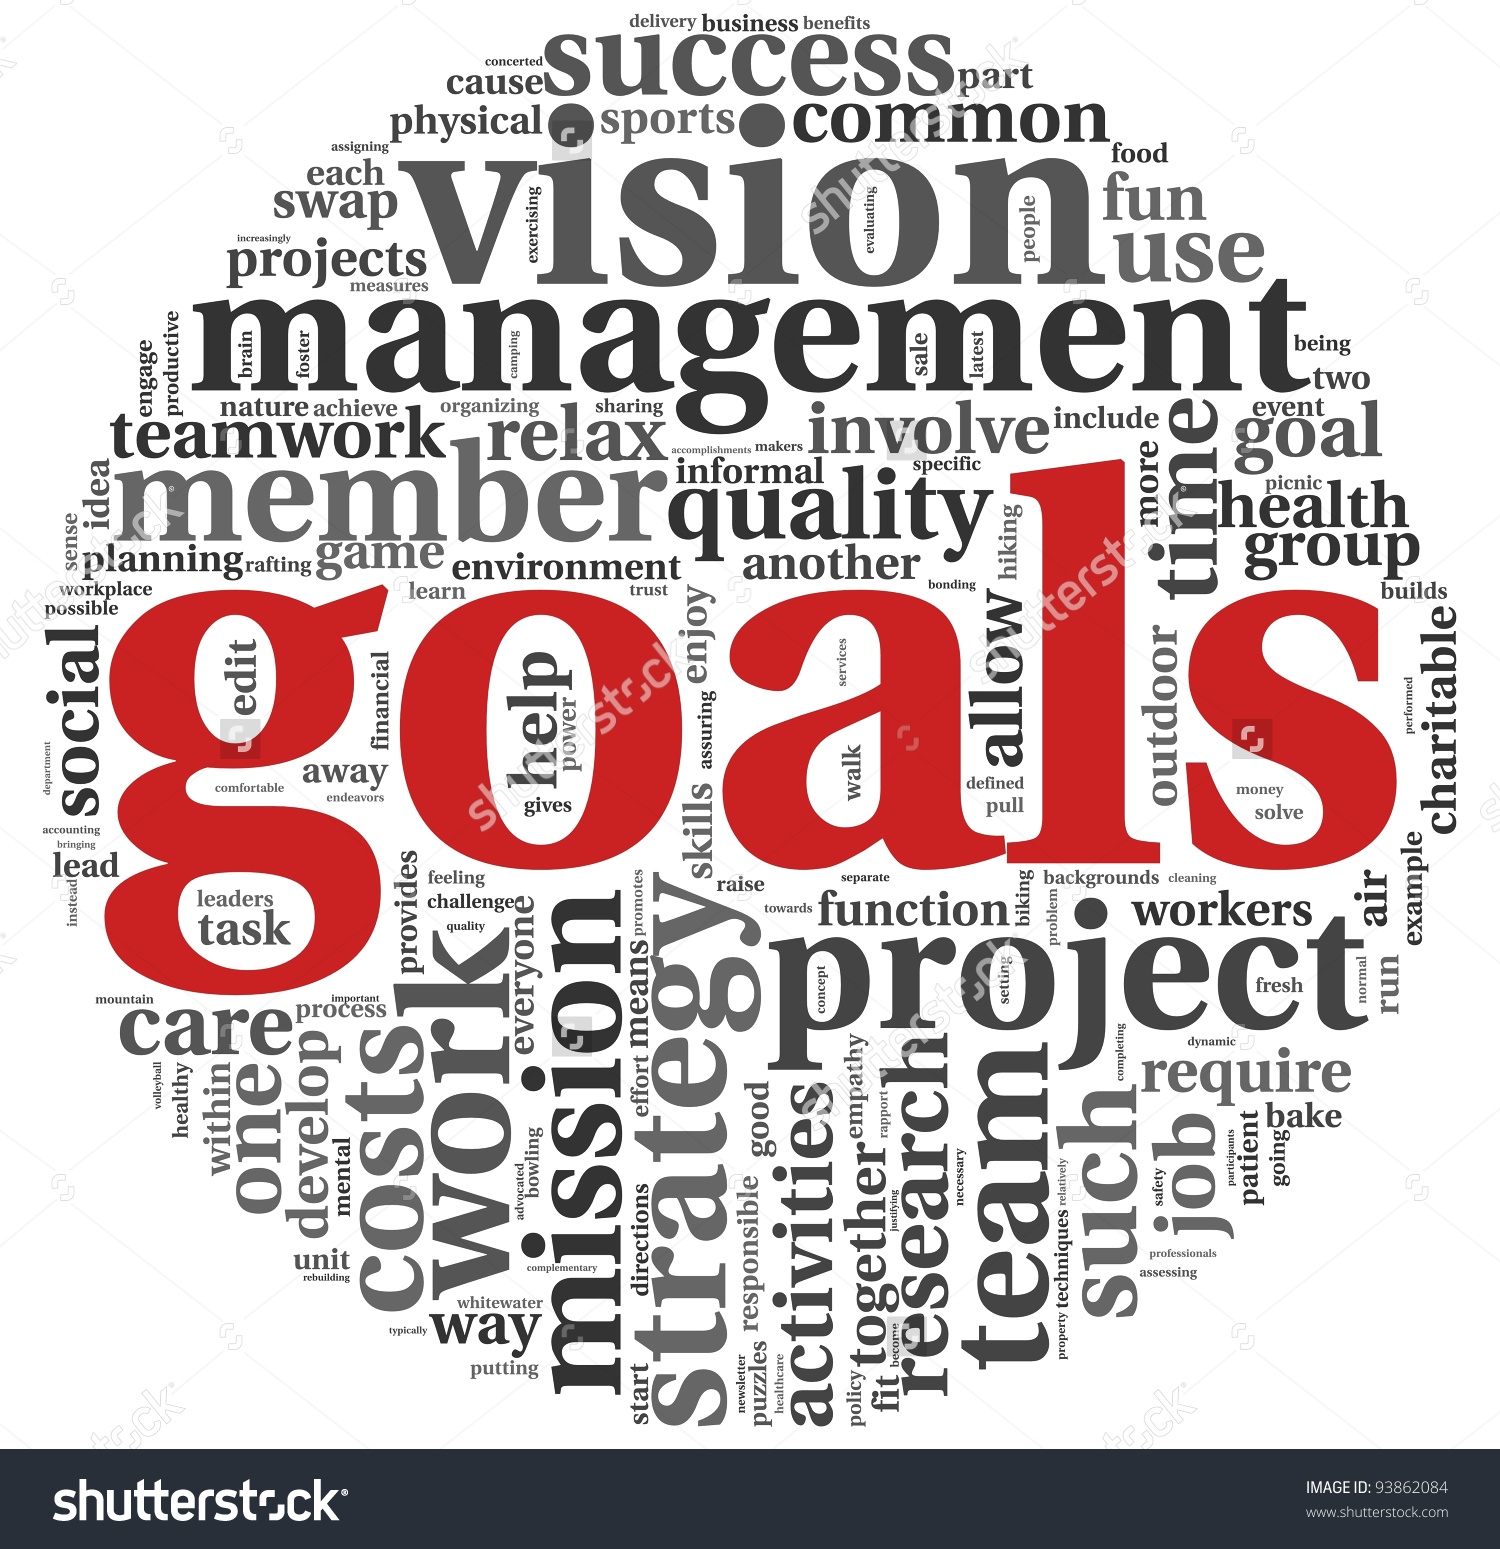 delivery business benefits
success
concerted
cause
part
physical
sports
common
assigning
each
food
vision
swap
fun
exercising
evaluating
people
increasingly
projects
use
measures
management
engage
productive
brain
foster
camping
sale
latest
being
two
nature achieve
organizing
sharing
include
event
teamwork
relax
accomplishments
makers
involve
goal
member
informal
specific
more
time
picnic
idea
quality
health
sense
planning
rafting
game
environment
another
hiking
group
bonding
workplace
possible
learn
trust
enjoy
builds
goals
social
edit
financial
help
power
services
allow
outdoor
performed
charitable
assuring
department
away
walk
comfortable
endeavors
gives
defined
pull
money
solve
skills
accounting
bringing
lead
example
instead
leaders
task
provides
feeling
challenge
quality
promotes
raise
separate
biking
backgrounds
cleaning
air
towards
function
problem
workers
everyone
work
mission
means
strategy
project
concept
setting
fresh
normal
run
mountain
important
process
care
volleyball
healthy
within
one
develop
mental
costs
effort
good
activities
empathy
rapport
research
team
completing
dynamic
require
such
job
bake
participants
patient
going
safety
advocated
bowling
directions
responsible
together
justifying
necessary
relatively
techniques
property
professionals
assessing
unit
rebuilding
complementary
whitewater
typically
way
putting
start
newsletter
puzzles
healthcare
policy
fit
become
shutterstock
shutterstock
shutterstock
shutterstock
IMAGE ID: 93862084
www.shutterstock.com